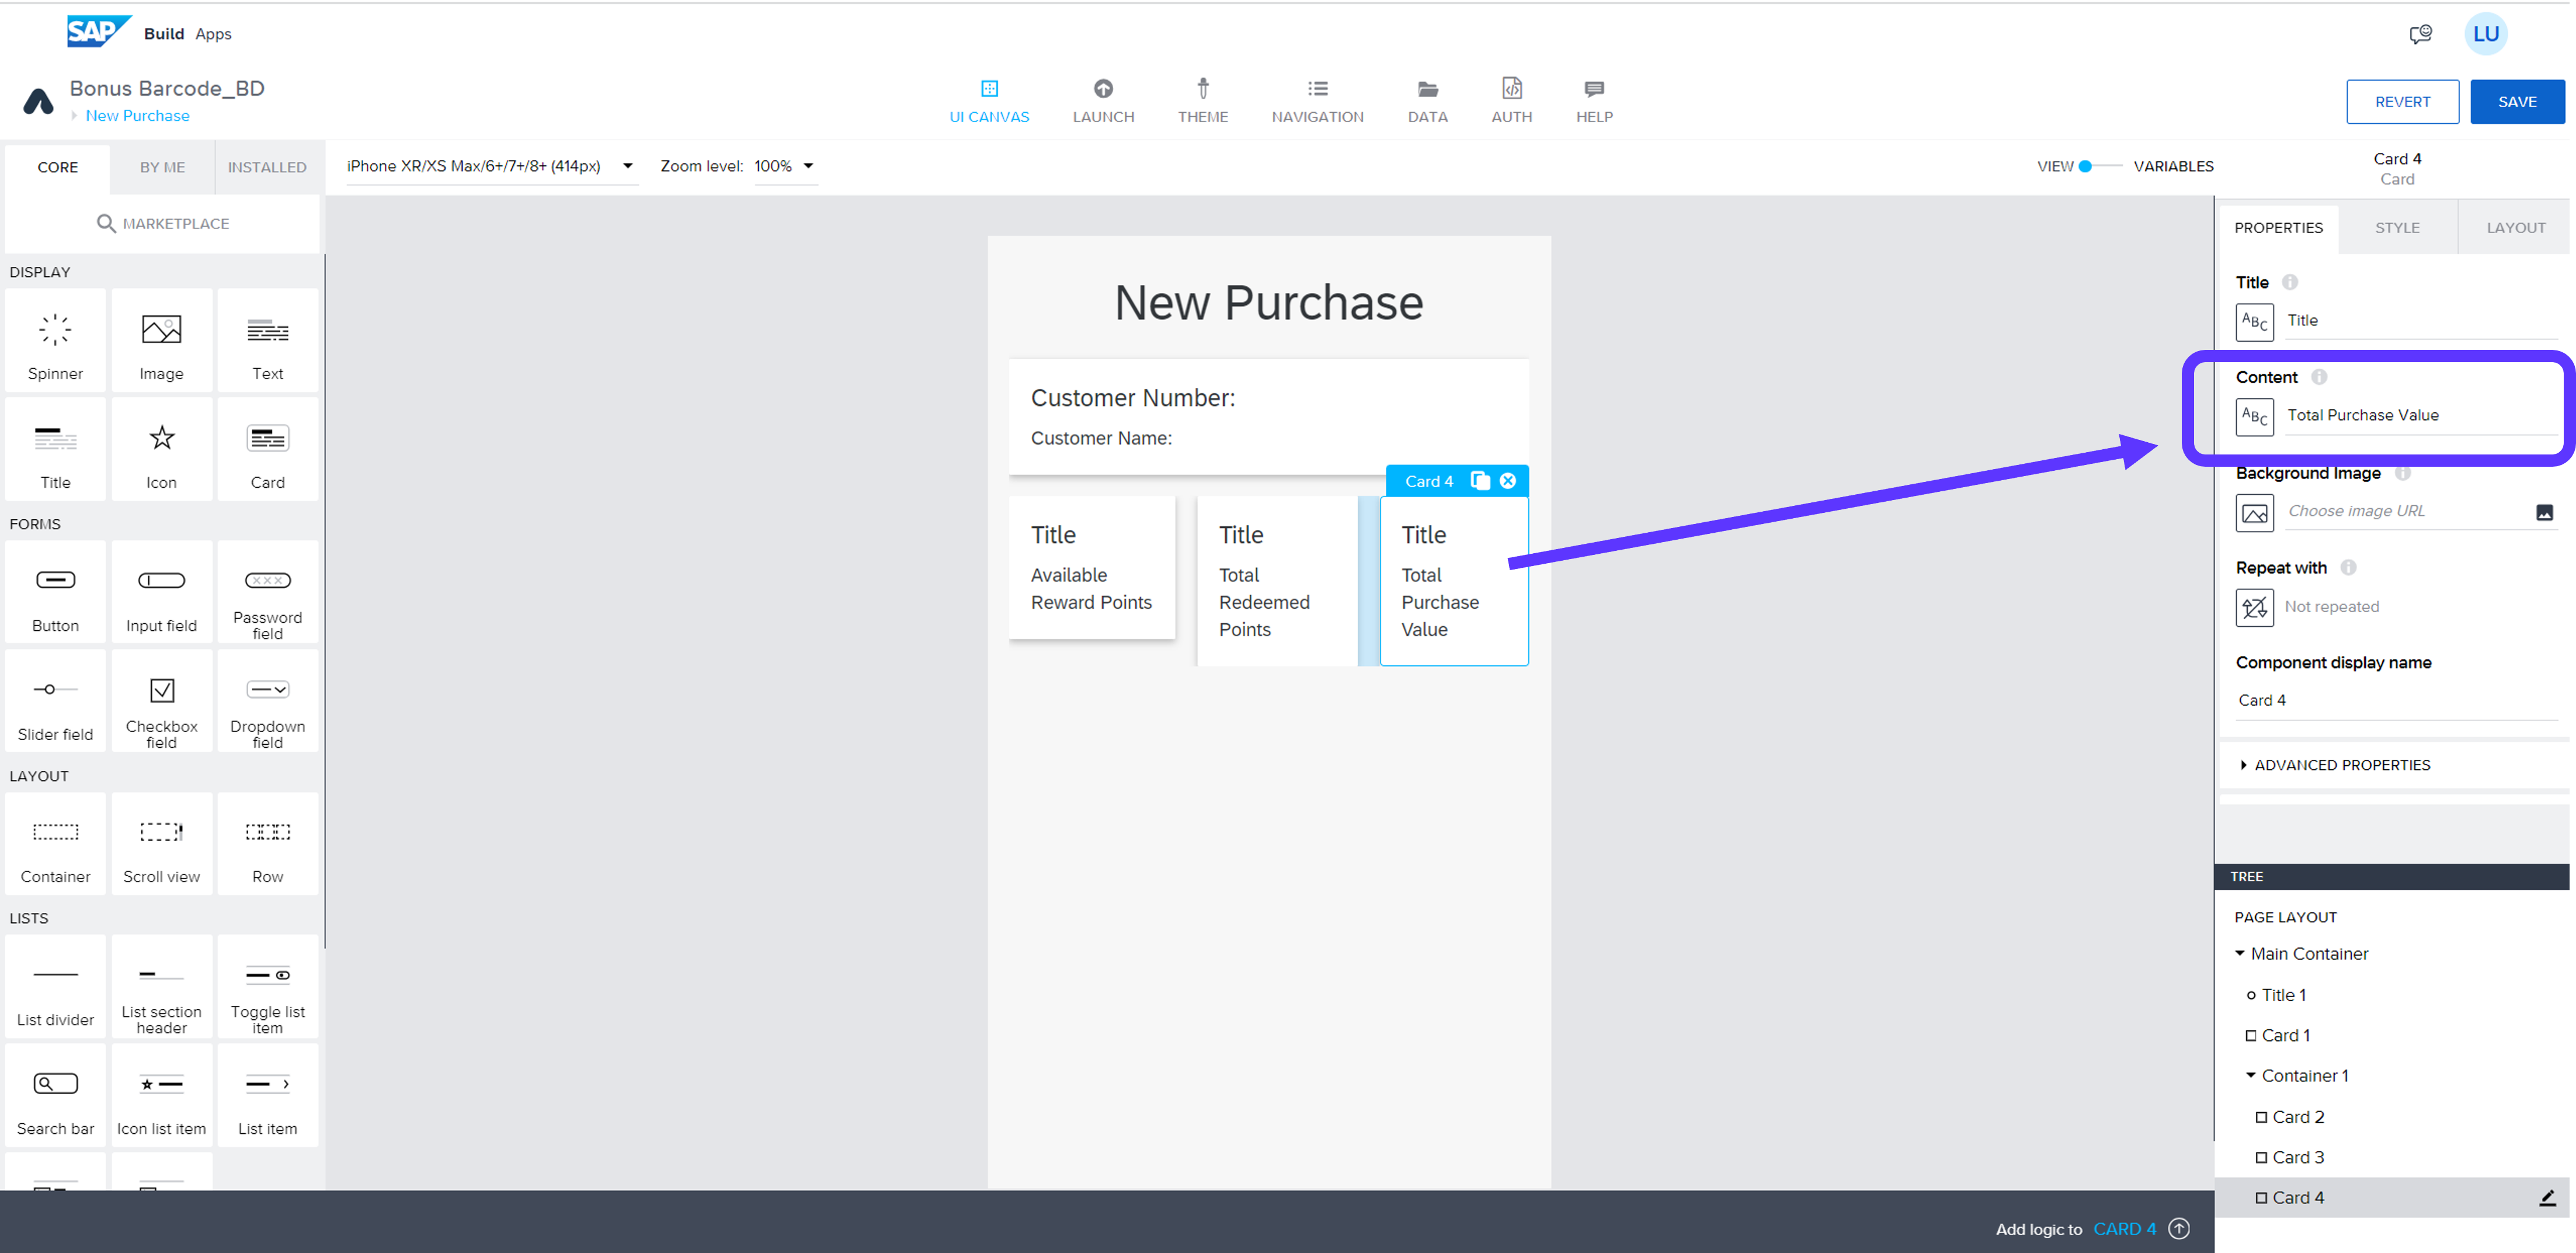 SAP Build Apps
LU
Bonus Barcode_BD
New Purchase
UI CANVAS
LAUNCH
THEME
NAVIGATION
DATA
AUTH
HELP
REVERT
SAVE
CORE
BY ME
INSTALLED
iPhone XR/XS Max/6+/7+/8+ (414px)
Zoom level: 100%
VIEW
VARIABLES
MARKETPLACE
DISPLAY
Spinner
Image
Text
Title
Icon
Card
FORMS
Button
Input field
Password
field
Slider field
Checkbox
field
Dropdown
field
LAYOUT
Container
Scroll view
Row
LISTS
List divider
List section
header
Toggle list
item
Search bar
Icon list item
List item
New Purchase
Customer Number:
Customer Name:
Card 4
Title
Available
Reward Points
Title
Total
Redeemed
Points
Title
Total
Purchase
Value
Card 4
Card
PROPERTIES
STYLE
LAYOUT
Title
ABC
Title
Content
ABC
Total Purchase Value
Background Image
Choose image URL
Repeat with
Not repeated
Component display name
Card 4
ADVANCED PROPERTIES
TREE
PAGE LAYOUT
Main Container
Title 1
Card 1
Container 1
Card 2
Card 3
Card 4
Add logic to CARD 4